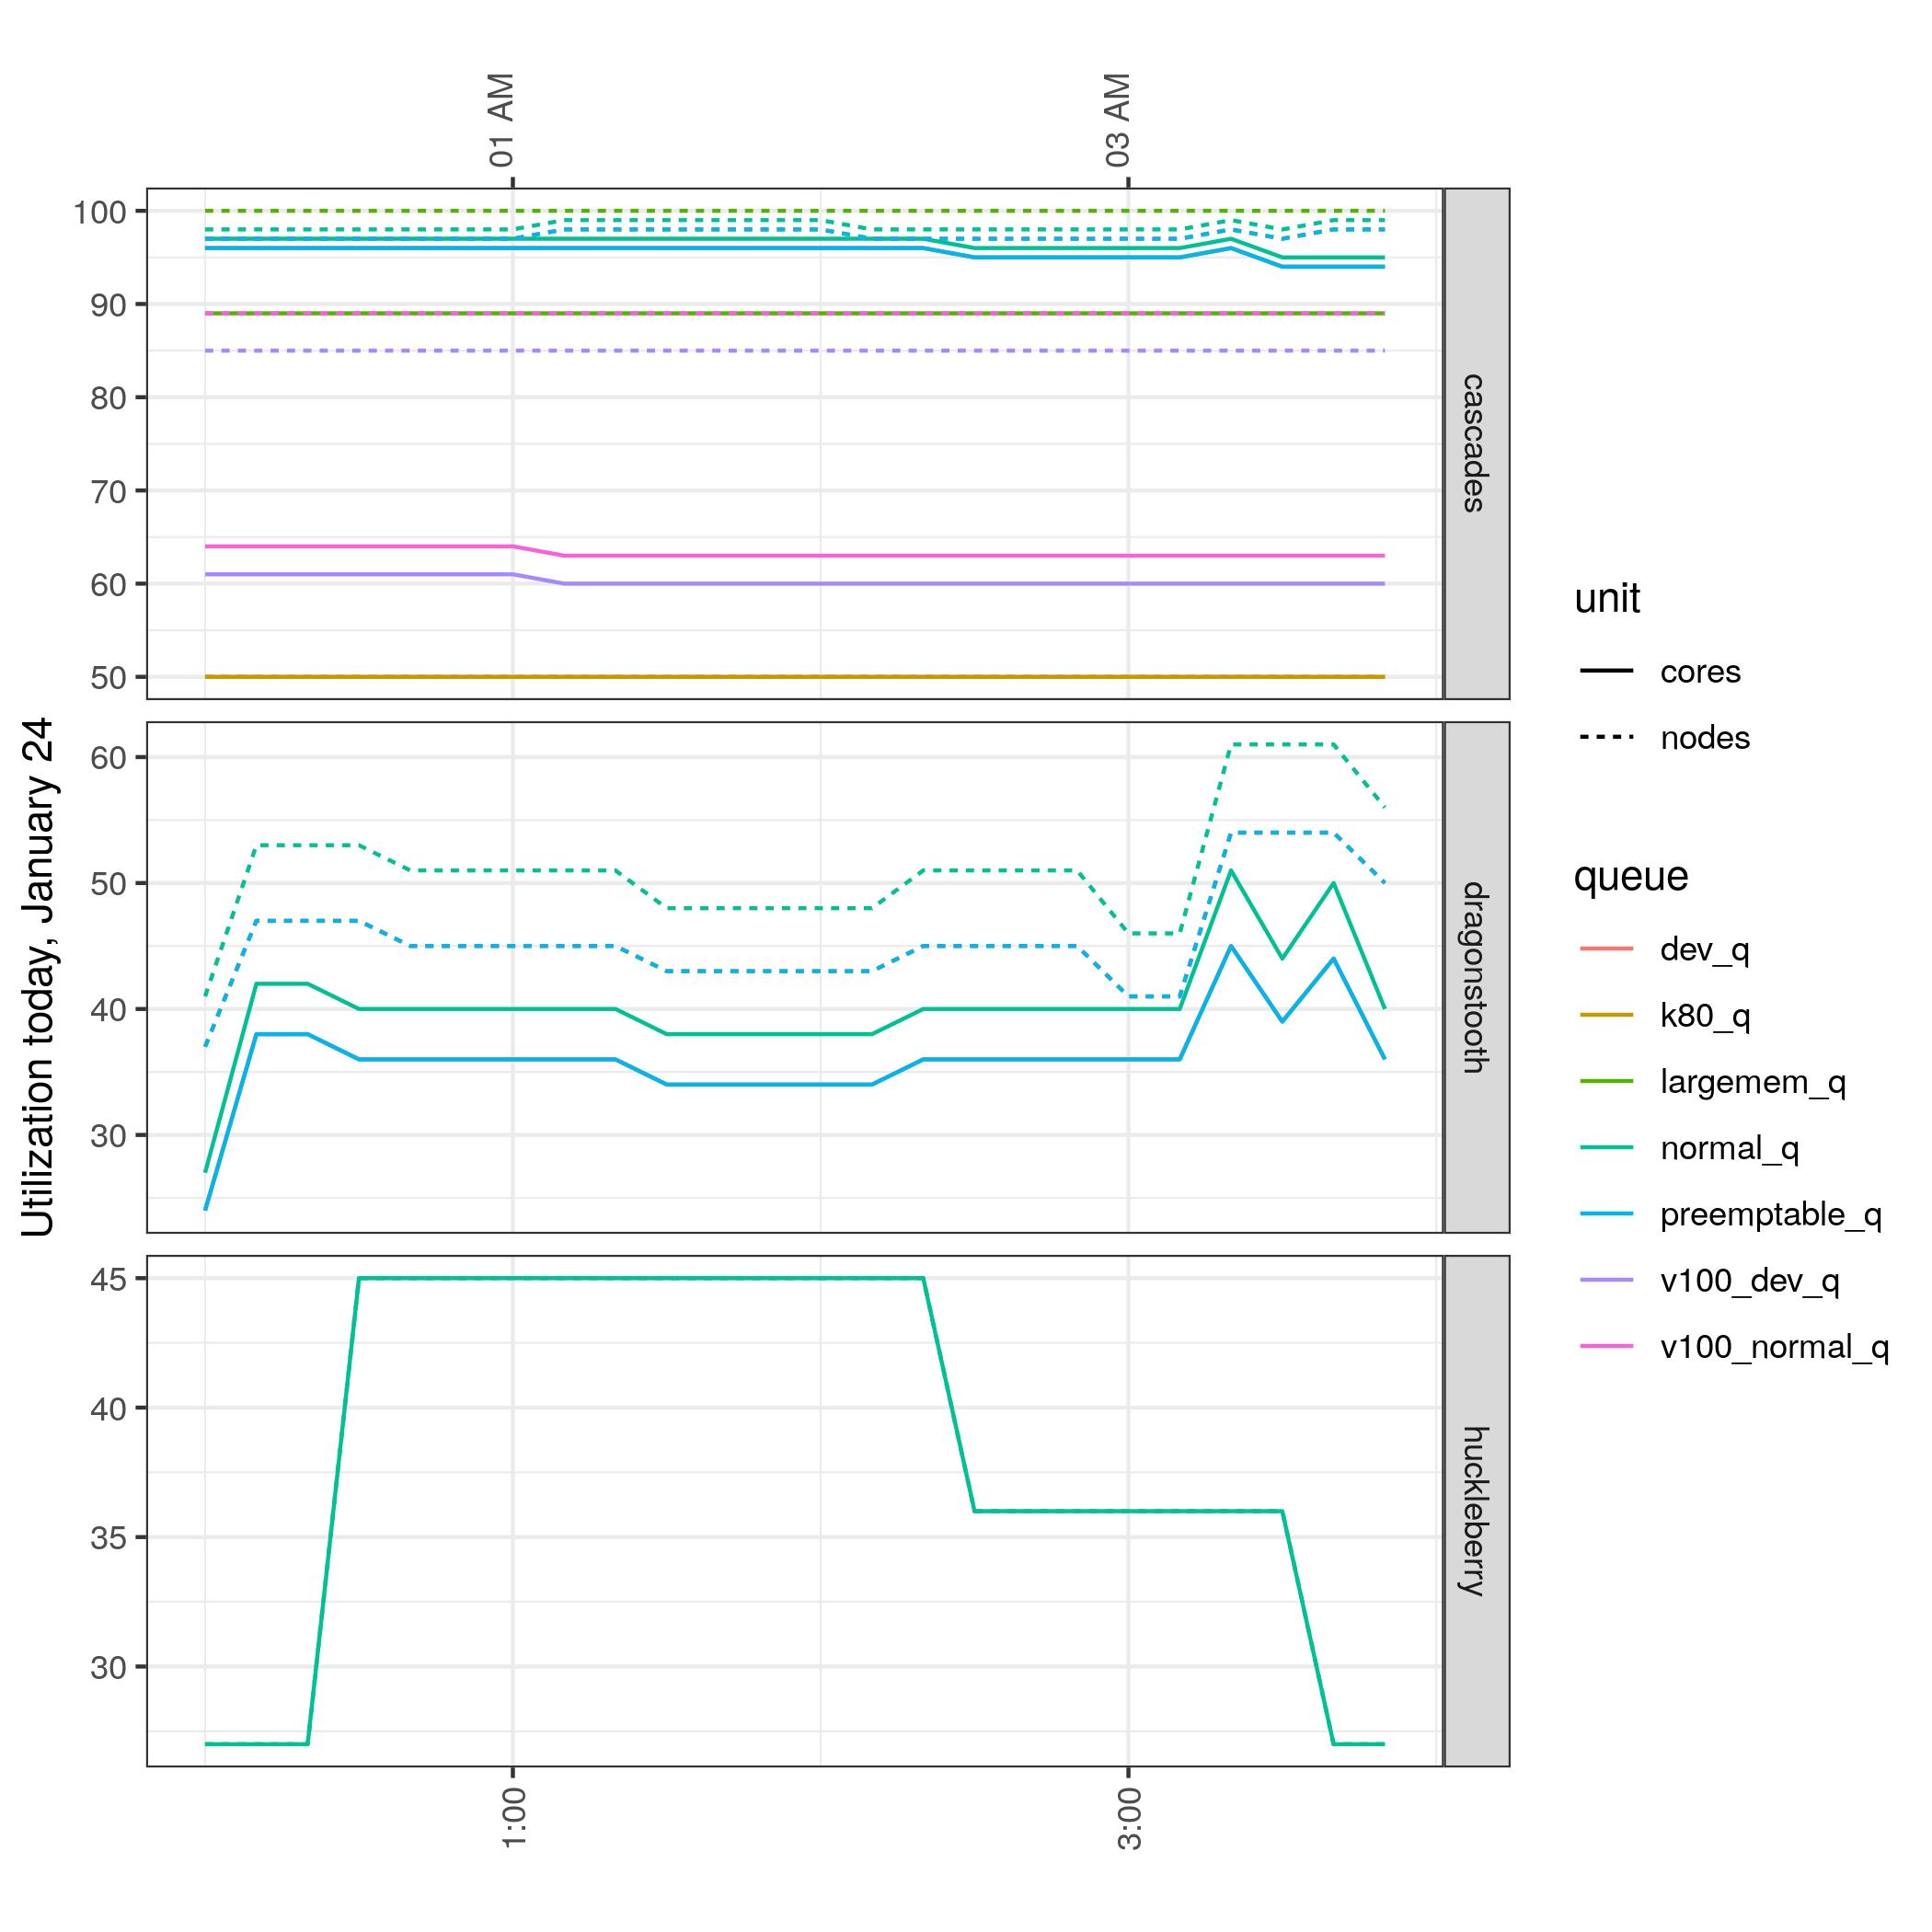 01 AM
03 AM
100
90
80
70
60
50
cascades
60
50
40
30
dragonstooth
45
40
35
30
huckleberry
1:00
3:00
Utilization today, January 24
unit
cores
nodes
queue
dev_q
k80_q
largemem_q
normal_q
preemptable_q
v100_dev_q
v100_normal_q